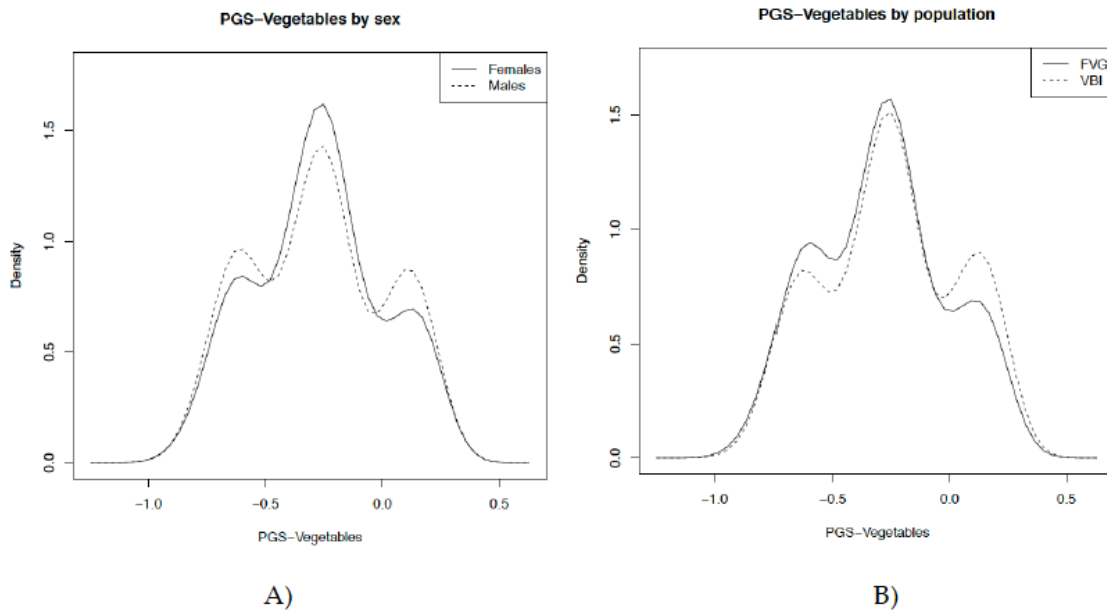 PGS-Vegetables by sex
Females
Males
Density
0.0
0.5
1.0
1.5
-1.0
-0.5
0.0
0.5
PGS-Vegetables
A)
PGS-Vegetables by population
FVG
VBI
Density
0.0
0.5
1.0
1.5
-1.0
-0.5
0.0
0.5
PGS-Vegetables
B)